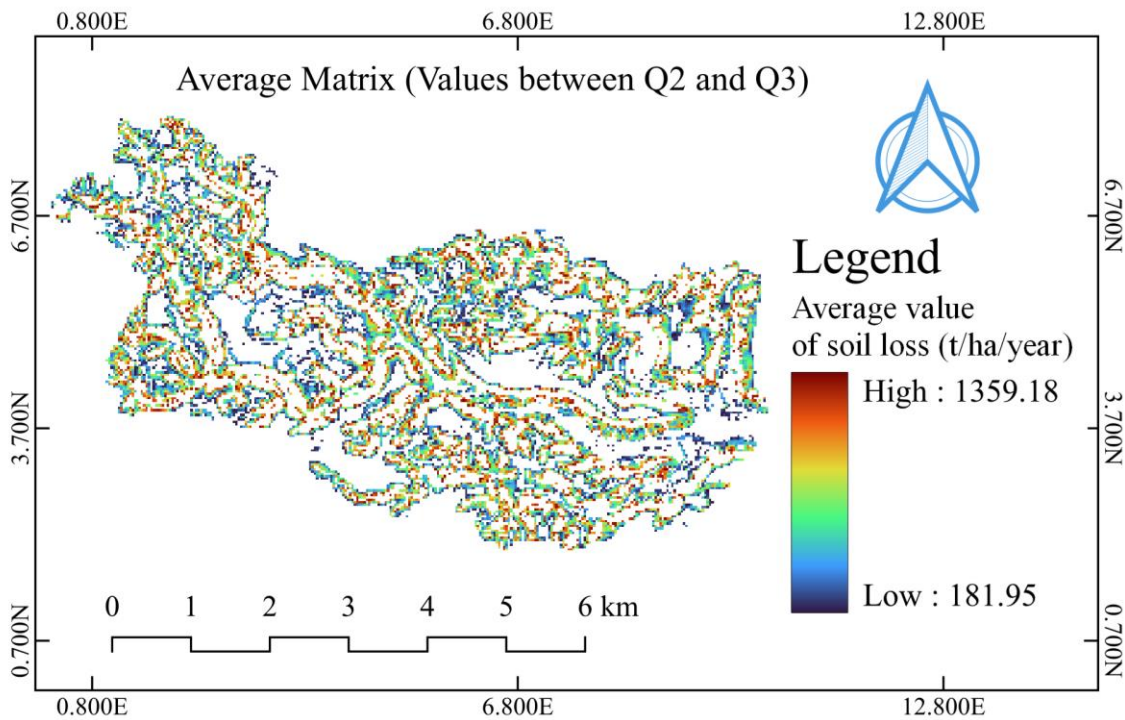 0.800E 6.800E 12.800E
Average Matrix (Values between Q2 and Q3)
6.700N
6.700N
Legend
Average value
of soil loss (t/ha/year)
High : 1359.18
3.700N
3.700N
Low : 181.95
0 1 2 3 4 5 6 km
0.700N
0.700N
0.800E 6.800E 12.800E